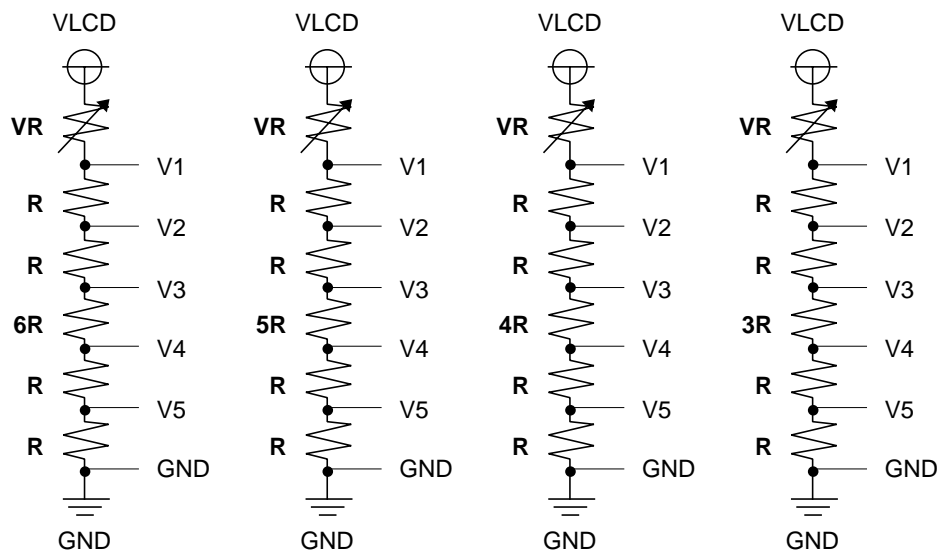 VLCD VLCD VLCD VLCD
VR VR VR VR
V1 V1 V1 V1
R R R R
V2 V2 V2 V2
R R R R
V3 V3 V3 V3
6R 5R 4R 3R
V4 V4 V4 V4
R R R R
V5 V5 V5 V5
R R R R
GND GND GND GND
GND GND GND GND